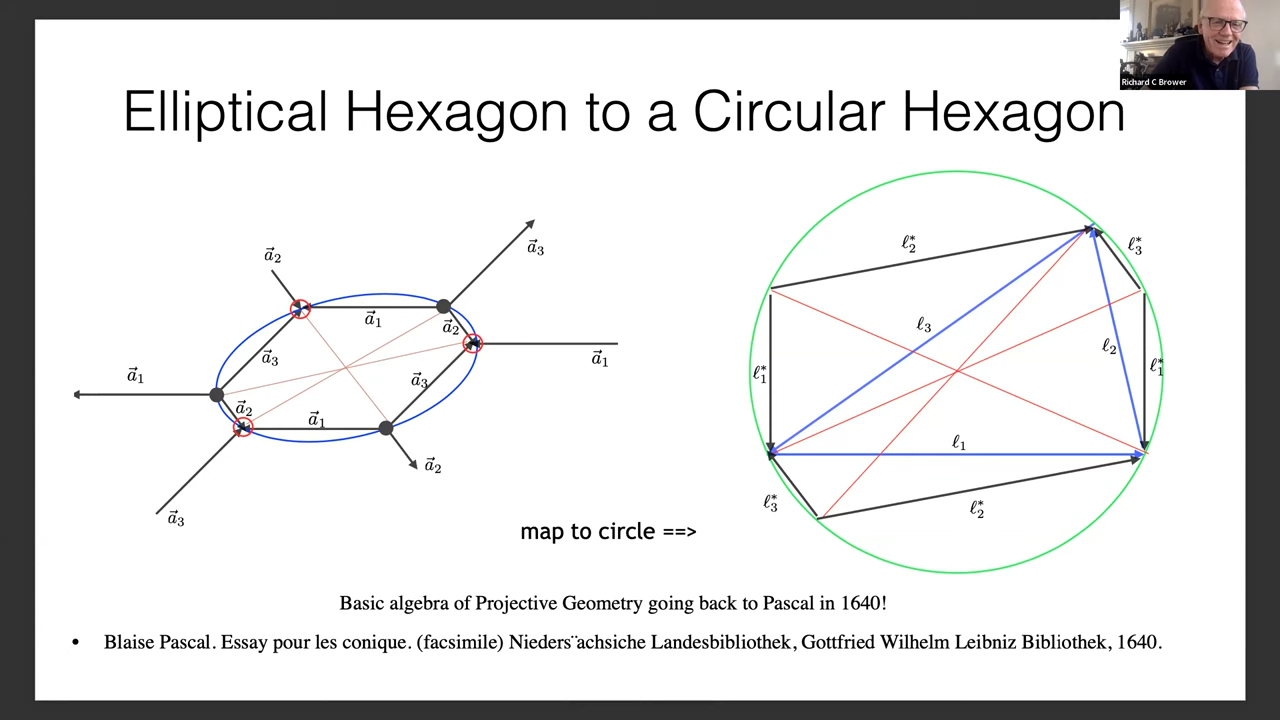 Richard C Brower
Elliptical Hexagon to a Circular Hexagon
a⃗₃
a⃗₂
a⃗₁
a⃗₂
a⃗₁
a⃗₃
a⃗₁
a⃗₃
a⃗₂
a⃗₁
a⃗₂
a⃗₃
ℓ₂*
ℓ₃*
ℓ₃
ℓ₂
ℓ₁*
ℓ₁*
ℓ₁
ℓ₃*
ℓ₂*
map to circle ==>
Basic algebra of Projective Geometry going back to Pascal in 1640!
• Blaise Pascal. Essay pour les conique. (facsimile) Nieders¨achsiche Landesbibliothek, Gottfried Wilhelm Leibniz Bibliothek, 1640.